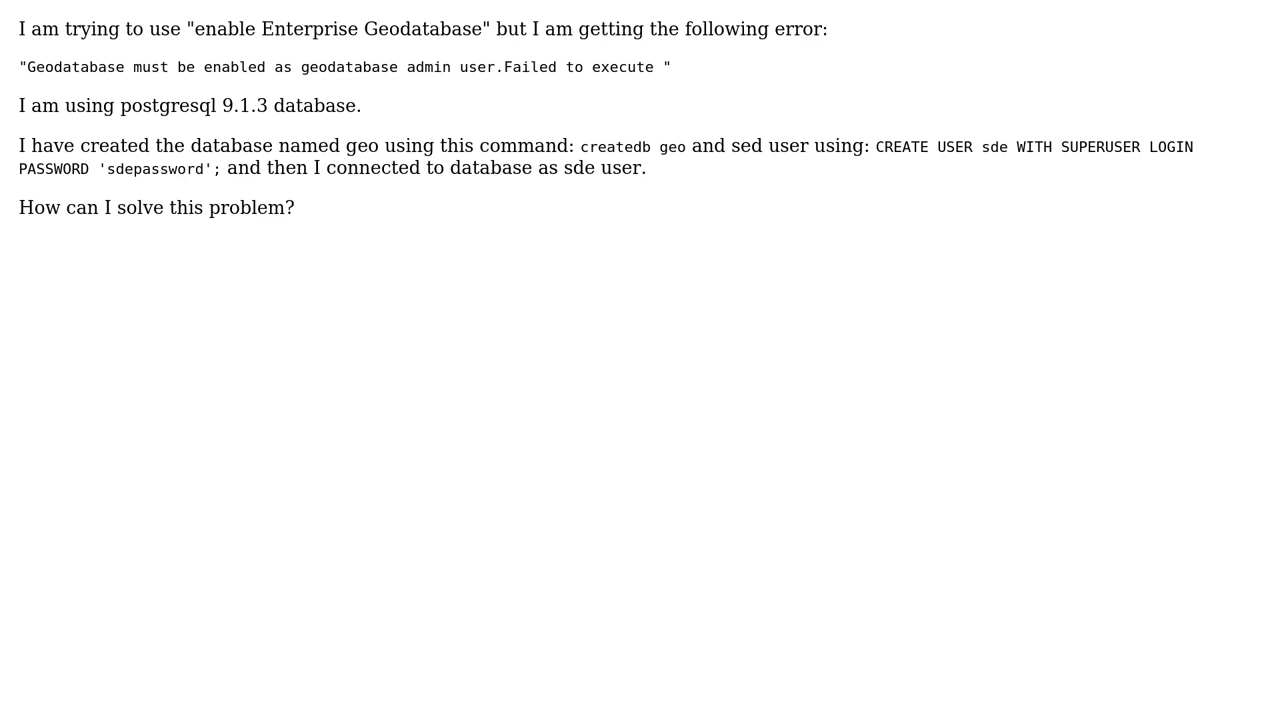 I am trying to use "enable Enterprise Geodatabase" but I am getting the following error:
"Geodatabase must be enabled as geodatabase admin user.Failed to execute "
I am using postgresql 9.1.3 database.
I have created the database named geo using this command: createdb geo and sed user using: CREATE USER sde WITH SUPERUSER LOGIN
PASSWORD 'sdepassword'; and then I connected to database as sde user.
How can I solve this problem?